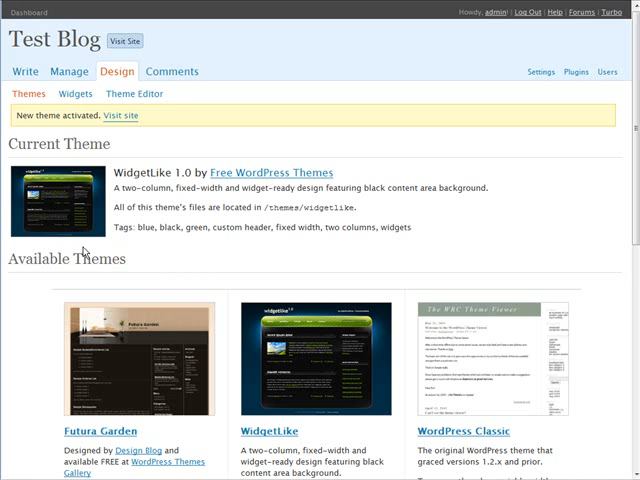 Dashboard
Howdy, admin! | Log Out | Help | Forums | Turbo
Test Blog
Visit Site
Write Manage Design Comments
Settings Plugins Users
Themes Widgets Theme Editor
New theme activated. Visit site
Current Theme
WidgetLike 1.0 by Free WordPress Themes
A two-column, fixed-width and widget-ready design featuring black content area background.
All of this theme's files are located in /themes/widgetlike.
Tags: blue, black, green, custom header, fixed width, two columns, widgets
Available Themes
Futura Garden
widgetLike
The WRC Theme Viewer
Futura Garden
Designed by Design Blog and
available FREE at WordPress Themes
Gallery
WidgetLike
A two-column, fixed-width and
widget-ready design featuring
black content area background.
WordPress Classic
The original WordPress theme that
graced versions 1.2.x and prior.